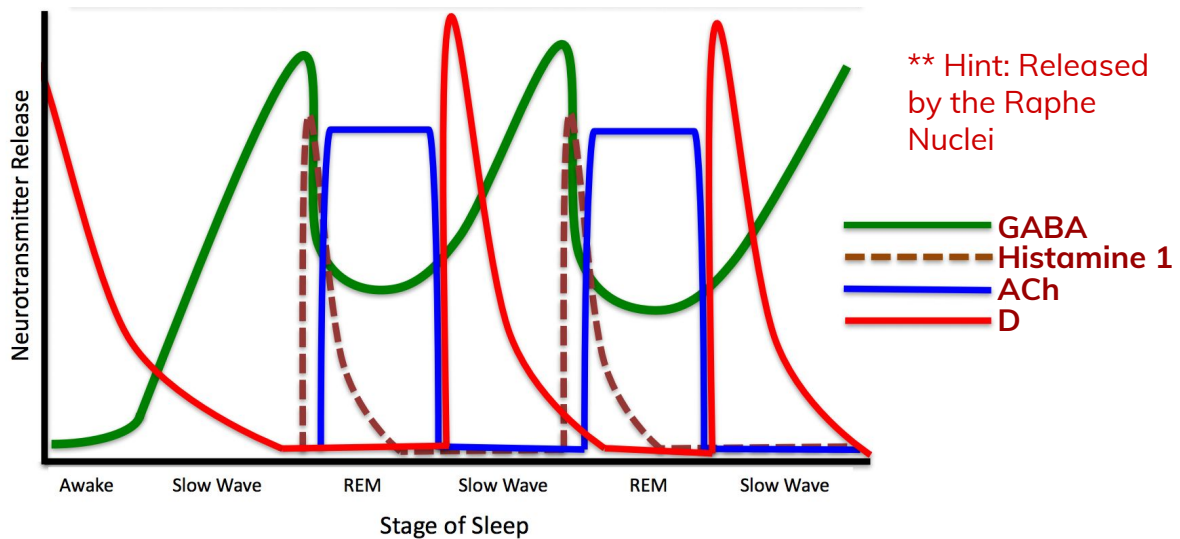 ** Hint: Released
by the Raphe
Nuclei
Neurotransmitter Release
GABA
Histamine 1
ACh
D
Awake
Slow Wave
REM
Slow Wave
REM
Slow Wave
Stage of Sleep